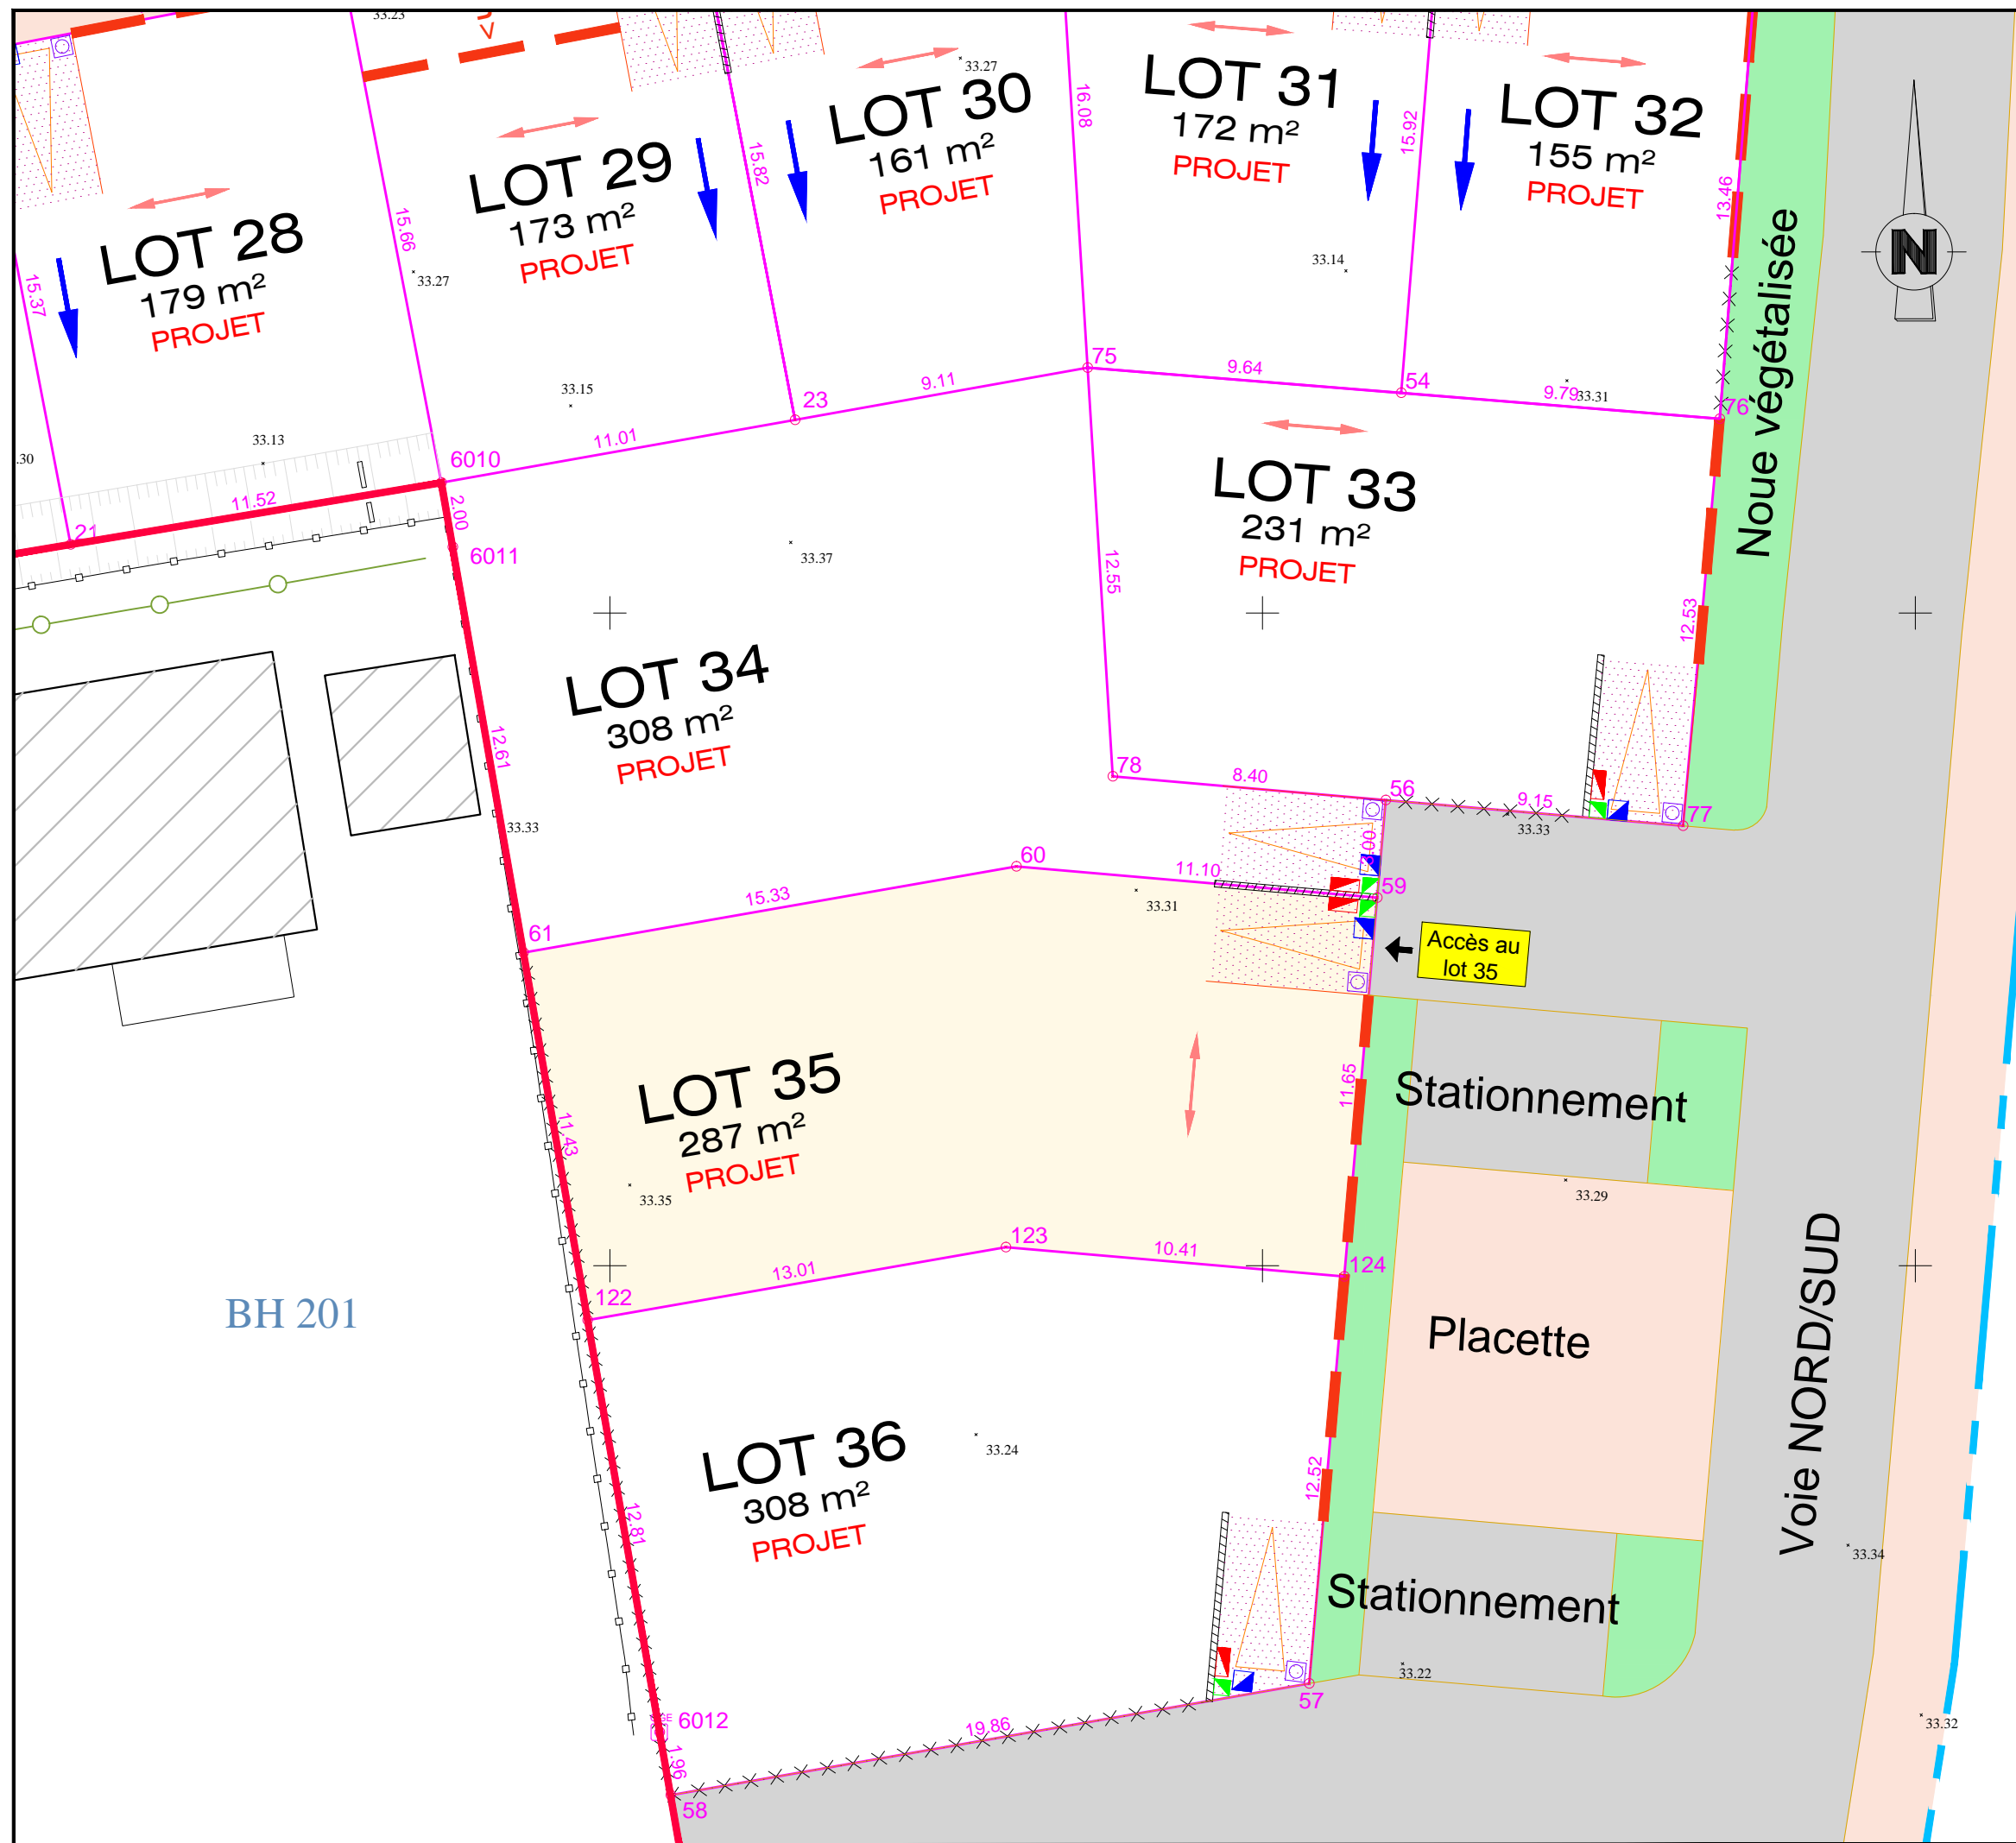 33.23
33.27
LOT 28
179 m²
PROJET
15.37
15.66
33.27
33.13
.30
11.52
21
LOT 29
173 m²
PROJET
15.82
33.15
11.01
23
6010
2.00
6011
LOT 30
161 m²
PROJET
16.08
9.11
75
LOT 31
172 m²
PROJET
15.92
33.14
9.64
54
LOT 32
155 m²
PROJET
13.46
9.79
33.31
76
N
Noue végétalisée
LOT 33
231 m²
PROJET
12.55
12.53
78
8.40
56
9.15
33.33
77
LOT 34
308 m²
PROJET
33.37
12.61
33.33
60
11.10
59
33.31
15.33
61
Accès au
lot 35
LOT 35
287 m²
PROJET
11.43
33.35
11.65
Stationnement
33.29
122
13.01
123
10.41
124
BH 201
Placette
Voie NORD/SUD
LOT 36
308 m²
PROJET
33.24
12.81
12.52
Stationnement
33.34
33.22
57
33.32
6012
1.96
19.86
58